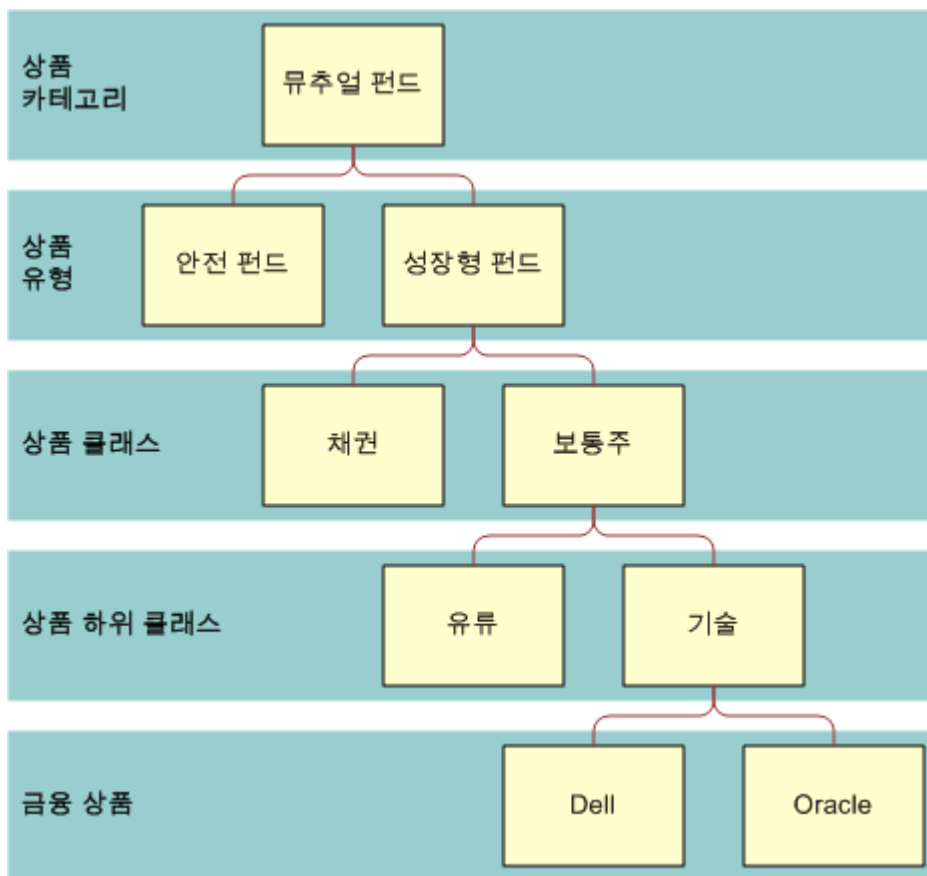 상품
카테고리
뮤추얼 펀드
상품
유형
안전 펀드
성장형 펀드
상품 클래스
채권
보통주
상품 하위 클래스
유류
기술
금융 상품
Dell
Oracle